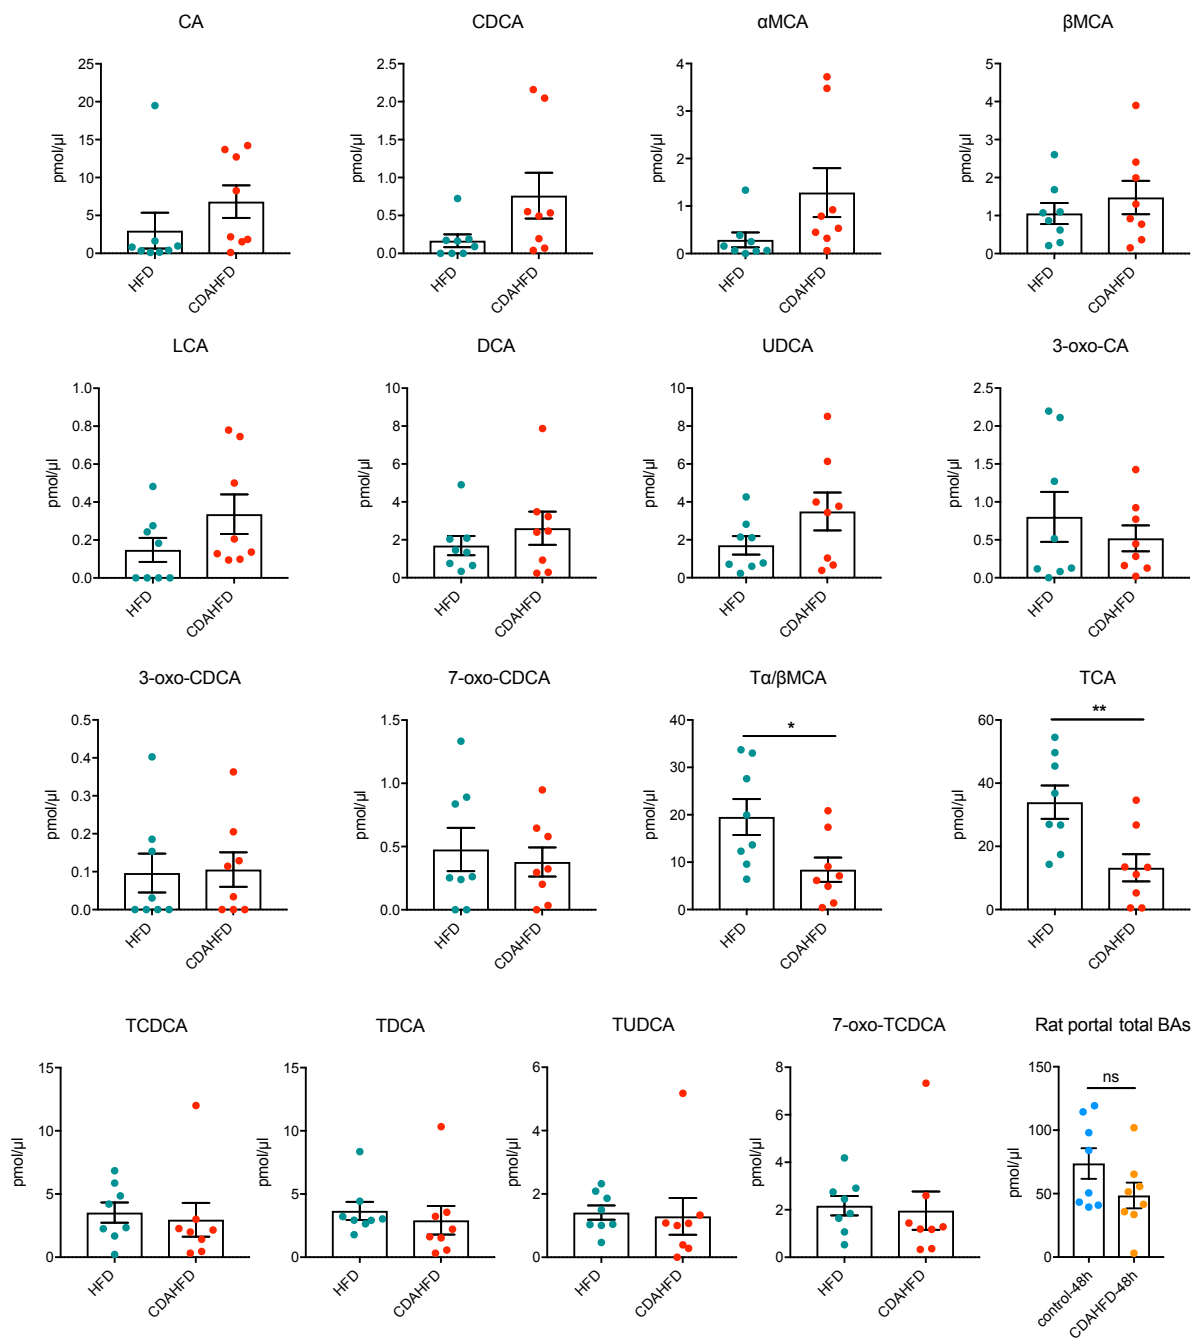 CA
CDCA
αMCA
βMCA
25
20
15
10
5
0
pmol/µl
HFD
CDAHFD
2.5
2.0
1.5
1.0
0.5
0.0
pmol/µl
HFD
CDAHFD
4
3
2
1
0
pmol/µl
HFD
CDAHFD
5
4
3
2
1
0
pmol/µl
HFD
CDAHFD
LCA
DCA
UDCA
3-oxo-CA
1.0
0.8
0.6
0.4
0.2
0.0
pmol/µl
HFD
CDAHFD
10
8
6
4
2
0
pmol/µl
HFD
CDAHFD
10
8
6
4
2
0
pmol/µl
HFD
CDAHFD
2.5
2.0
1.5
1.0
0.5
0.0
pmol/µl
HFD
CDAHFD
3-oxo-CDCA
7-oxo-CDCA
Tα/βMCA
TCA
0.5
0.4
0.3
0.2
0.1
0.0
pmol/µl
HFD
CDAHFD
1.5
1.0
0.5
0.0
pmol/µl
HFD
CDAHFD
40
30
20
10
0
pmol/µl
*
HFD
CDAHFD
60
40
20
0
pmol/µl
**
HFD
CDAHFD
TCDCA
TDCA
TUDCA
7-oxo-TCDCA
Rat portal total BAs
15
10
5
0
pmol/µl
HFD
CDAHFD
15
10
5
0
pmol/µl
HFD
CDAHFD
6
4
2
0
pmol/µl
HFD
CDAHFD
8
6
4
2
0
pmol/µl
HFD
CDAHFD
150
100
50
0
pmol/µl
ns
control-48h
CDAHFD-48h